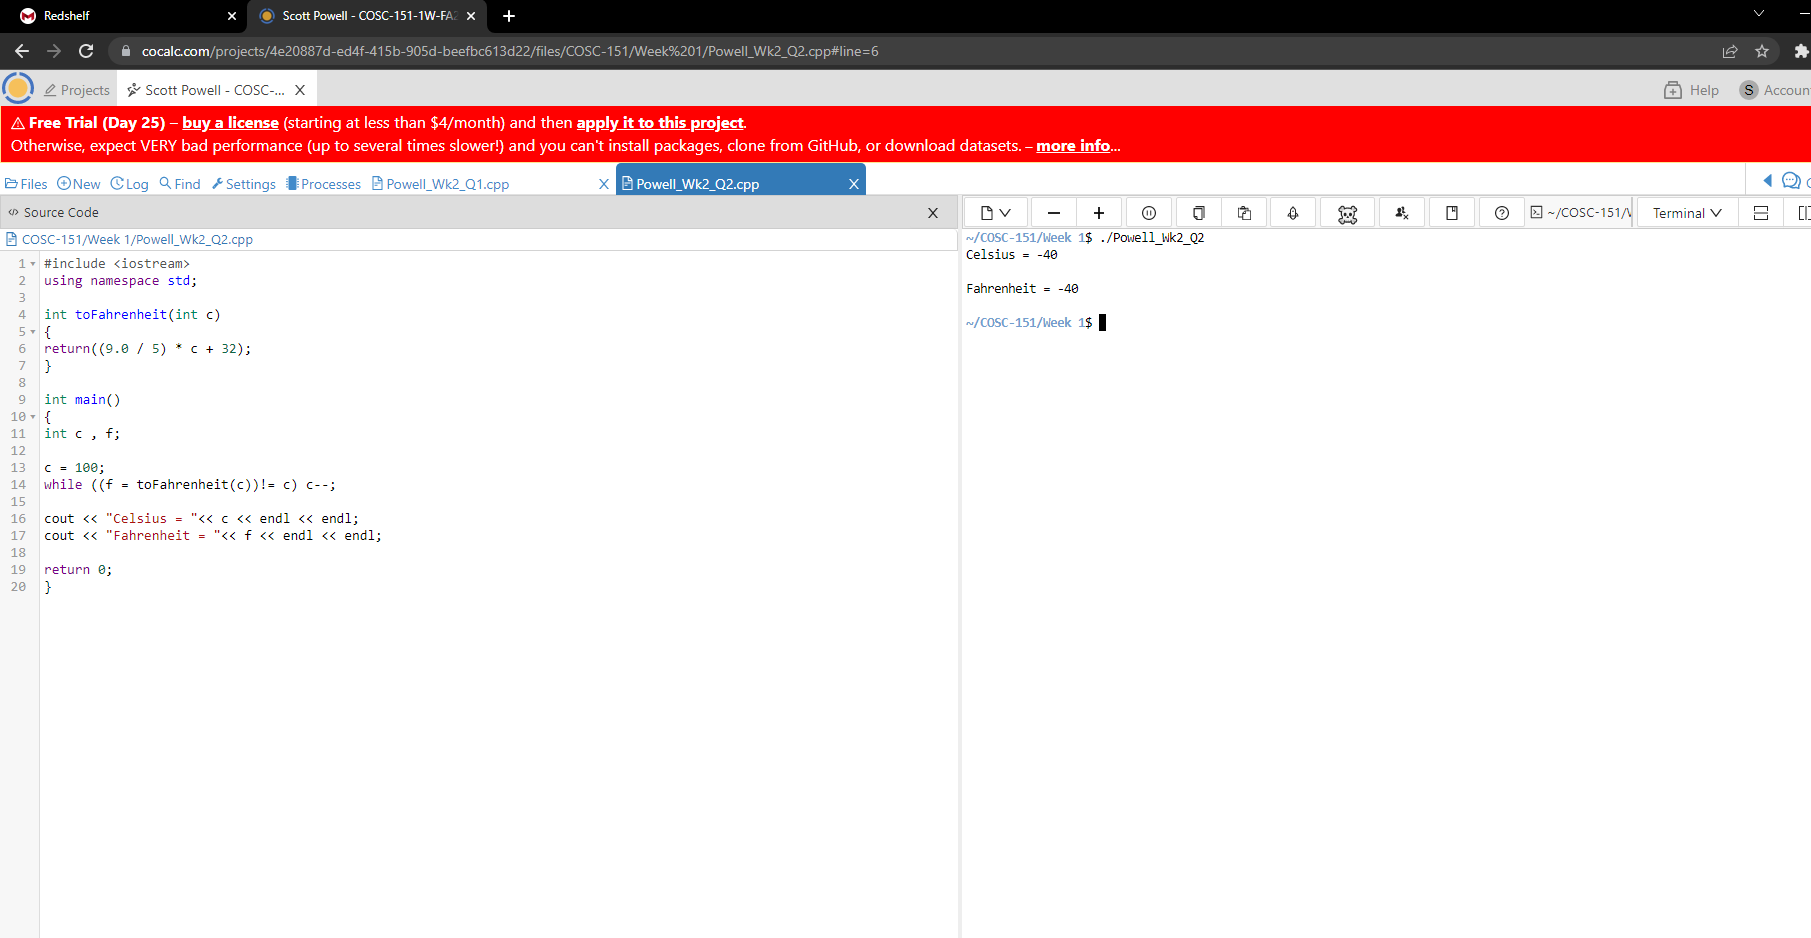 Redshelf
Scott Powell - COSC-151-1W-FA2
cocalc.com/projects/4e20887d-ed4f-415b-905d-beefbc613d22/files/COSC-151/Week%201/Powell_Wk2_Q2.cpp#line=6
Projects
Scott Powell - COSC-...
Help
S
Accoun
Free Trial (Day 25) – buy a license (starting at less than $4/month) and then apply it to this project.
Otherwise, expect VERY bad performance (up to several times slower!) and you can't install packages, clone from GitHub, or download datasets. – more info...
Files New Log Find Settings Processes Powell_Wk2_Q1.cpp
Powell_Wk2_Q2.cpp
Source Code
COSC-151/Week 1/Powell_Wk2_Q2.cpp
1 #include <iostream>
2 using namespace std;
3
4 int toFahrenheit(int c)
5 {
6 return((9.0 / 5) * c + 32);
7 }
8
9 int main()
10 {
11 int c , f;
12
13 c = 100;
14 while ((f = toFahrenheit(c))!= c) c--;
15
16 cout << "Celsius = "<< c << endl << endl;
17 cout << "Fahrenheit = "<< f << endl << endl;
18
19 return 0;
20 }
~/COSC-151/
Terminal
~/COSC-151/Week 1$ ./Powell_Wk2_Q2
Celsius = -40
Fahrenheit = -40
~/COSC-151/Week 1$